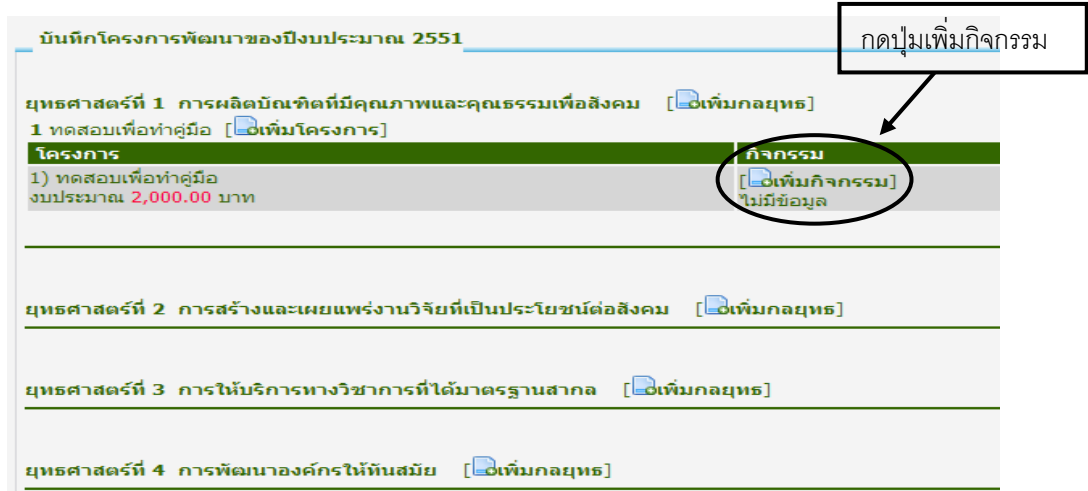 บันทึกโครงการพัฒนาของปีงบประมาณ 2551
กดปุ่มเพิ่มกิจกรรม
ยุทธศาสตร์ที่ 1 การผลิตบัณฑิตที่มีคุณภาพและคุณธรรมเพื่อสังคม [เพิ่มกลยุทธ]
1 ทดสอบเพื่อทำคู่มือ [เพิ่มโครงการ]
โครงการ กิจกรรม
1) ทดสอบเพื่อทำคู่มือ [เพิ่มกิจกรรม]
งบประมาณ 2,000.00 บาท ไม่มีข้อมูล
ยุทธศาสตร์ที่ 2 การสร้างและเผยแพร่งานวิจัยที่เป็นประโยชน์ต่อสังคม [เพิ่มกลยุทธ]
ยุทธศาสตร์ที่ 3 การให้บริการทางวิชาการที่ได้มาตรฐานสากล [เพิ่มกลยุทธ]
ยุทธศาสตร์ที่ 4 การพัฒนาองค์กรให้ทันสมัย [เพิ่มกลยุทธ]